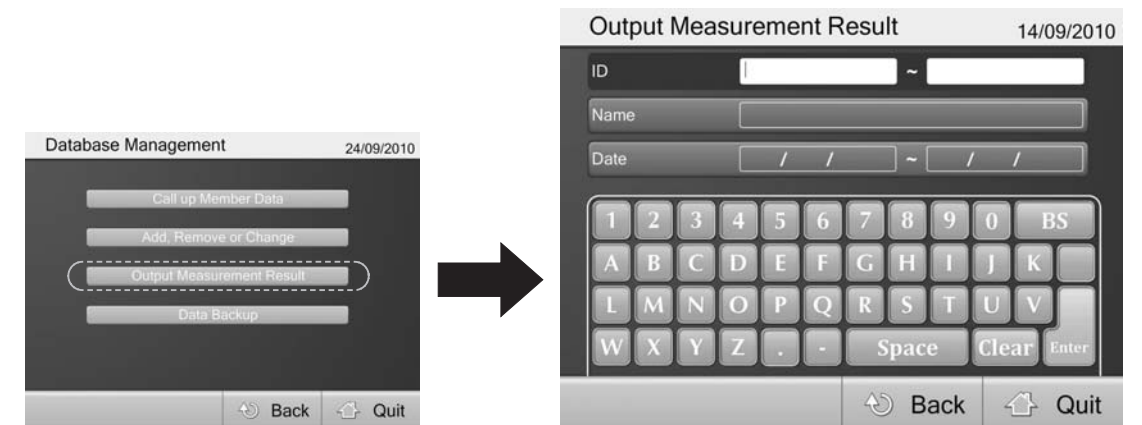 Database Management 24/09/2010
Call up Member Data
Add, Remove or Change
Output Measurement Result
Data Backup
Back Quit
Output Measurement Result 14/09/2010
ID ~
Name
Date / / ~ / /
1 2 3 4 5 6 7 8 9 0 BS
A B C D E F G H I J K
L M N O P Q R S T U V
W X Y Z . - Space Clear Enter
Back Quit